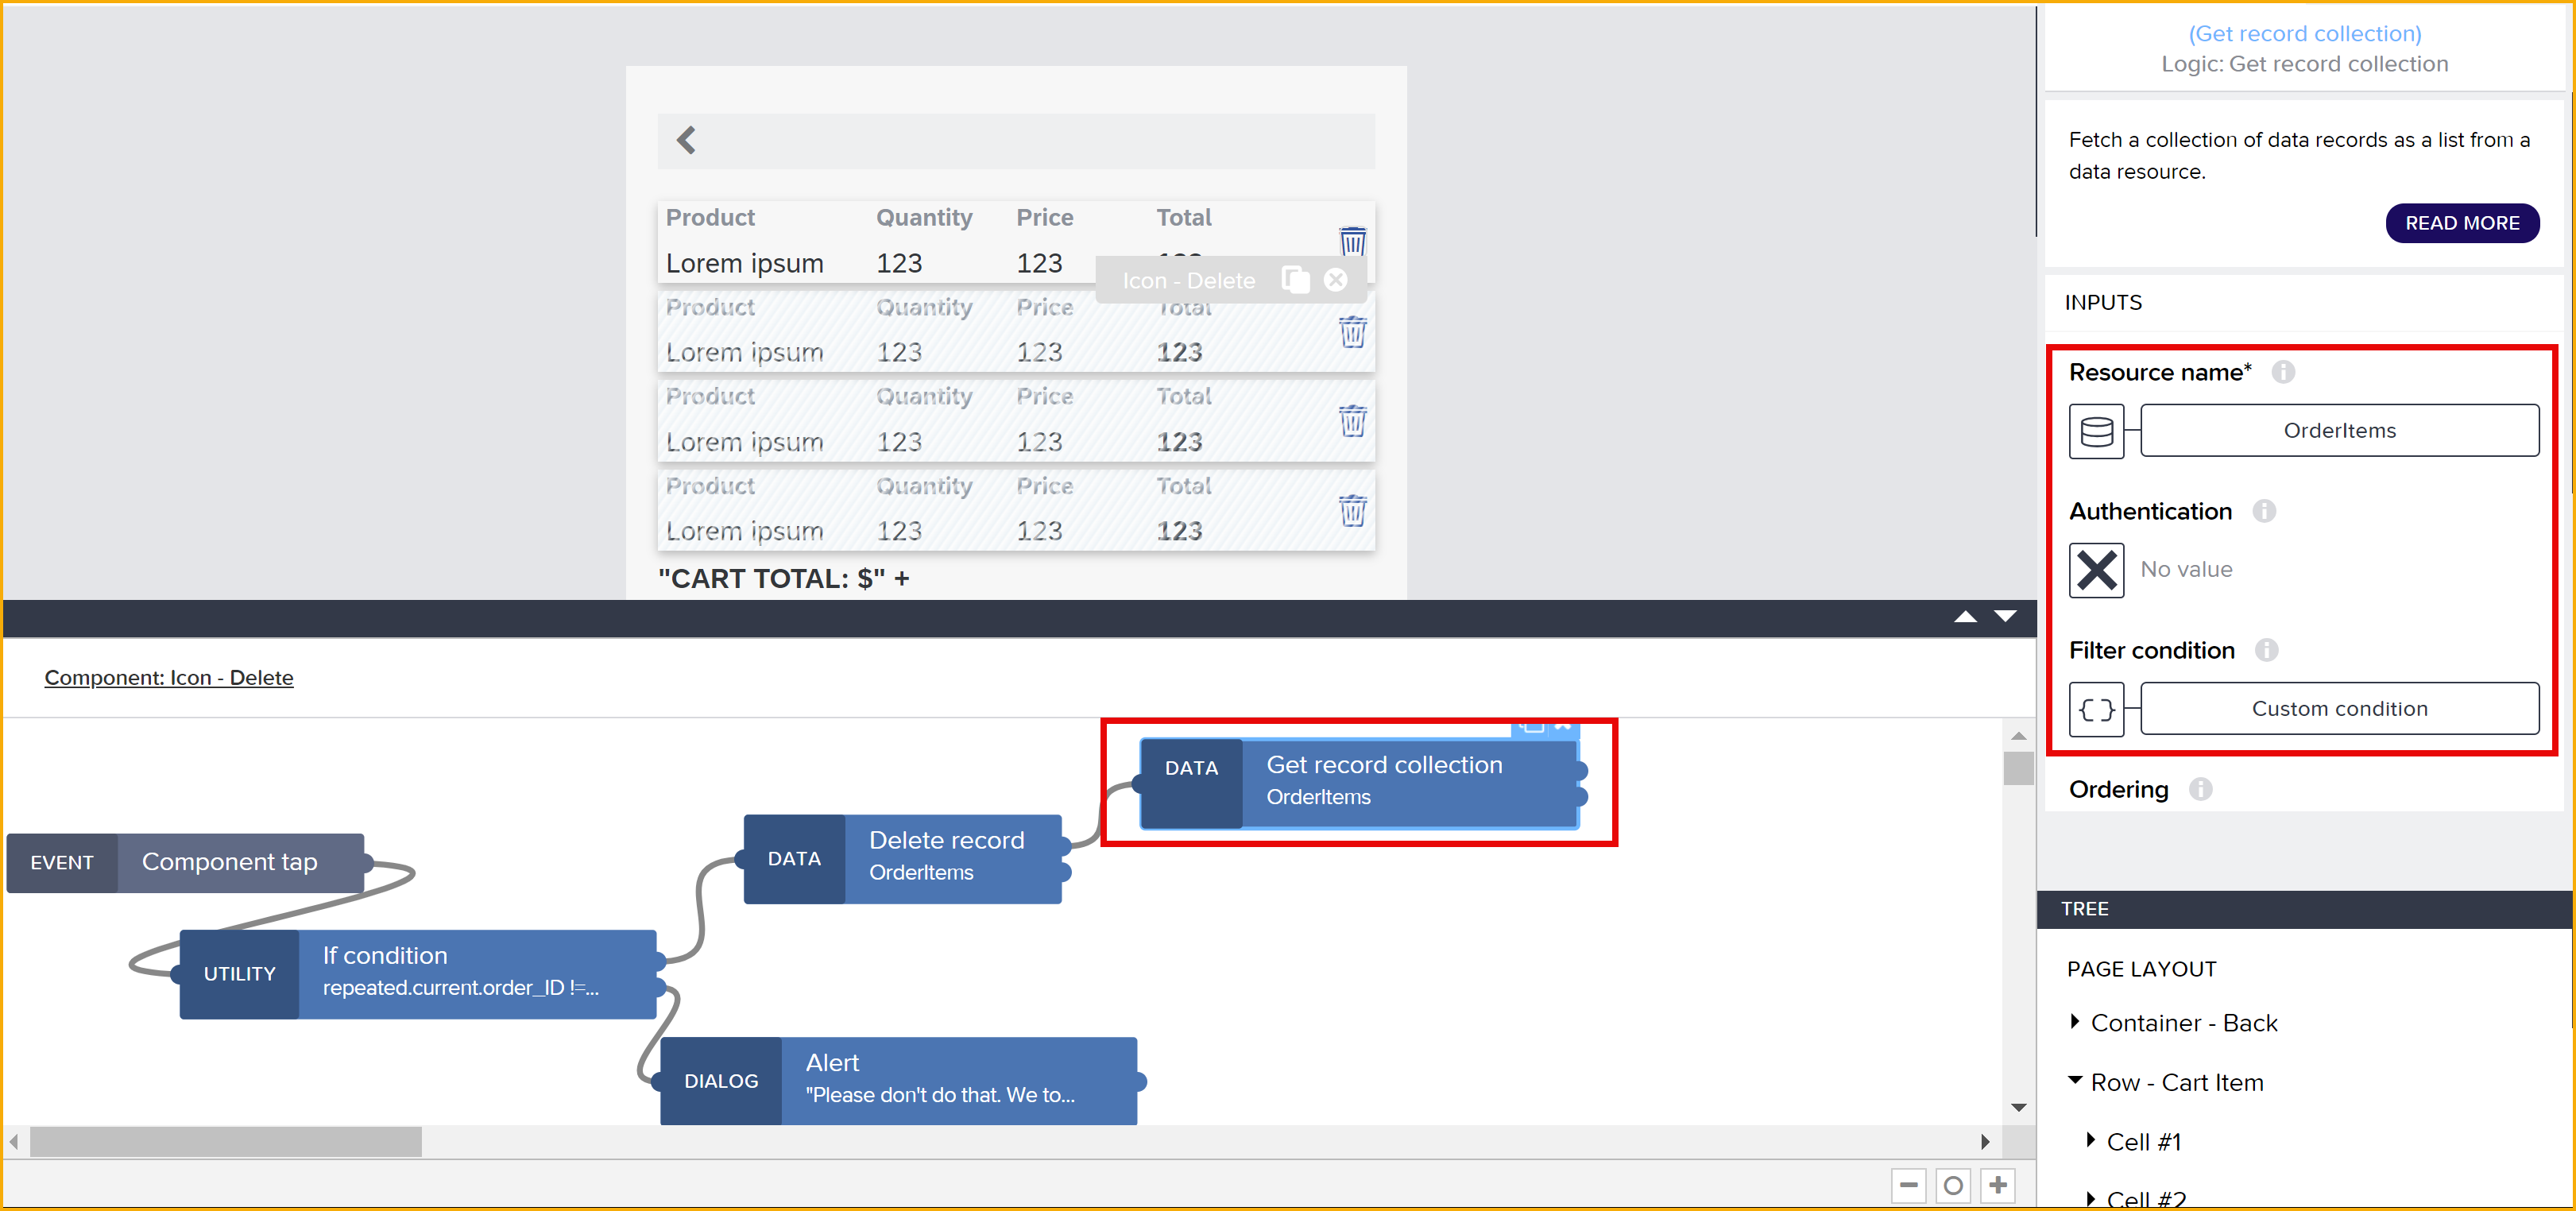 Product Quantity Price Total
Lorem ipsum 123 123
Icon - Delete
Product Quantity Price Total
Lorem ipsum 123 123 123
Product Quantity Price Total
Lorem ipsum 123 123 123
Product Quantity Price Total
Lorem ipsum 123 123 123
"CART TOTAL: $" +
Component: Icon - Delete
EVENT Component tap
UTILITY
If condition
repeated.current.order_ID !=...
DATA
Delete record
OrderItems
DATA
Get record collection
OrderItems
DIALOG
Alert
"Please don't do that. We to...
(Get record collection)
Logic: Get record collection
Fetch a collection of data records as a list from a
data resource.
READ MORE
INPUTS
Resource name*
OrderItems
Authentication
No value
Filter condition
{ }
Custom condition
Ordering
TREE
PAGE LAYOUT
Container - Back
Row - Cart Item
Cell #1
Cell #2